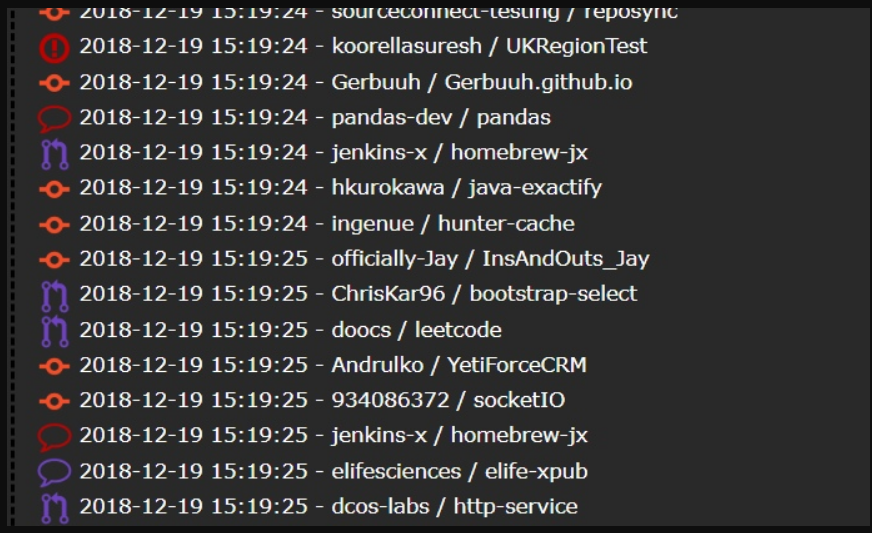 2018-12-19 15:19:24 - sourceconnect-testing / reposync
2018-12-19 15:19:24 - koorellasuresh / UKRegionTest
2018-12-19 15:19:24 - Gerbuuh / Gerbuuh.github.io
2018-12-19 15:19:24 - pandas-dev / pandas
2018-12-19 15:19:24 - jenkins-x / homebrew-jx
2018-12-19 15:19:24 - hkurokawa / java-exactify
2018-12-19 15:19:24 - ingenue / hunter-cache
2018-12-19 15:19:25 - officially-Jay / InsAndOuts_Jay
2018-12-19 15:19:25 - ChrisKar96 / bootstrap-select
2018-12-19 15:19:25 - doocs / leetcode
2018-12-19 15:19:25 - Andrulko / YetiForceCRM
2018-12-19 15:19:25 - 934086372 / socketIO
2018-12-19 15:19:25 - jenkins-x / homebrew-jx
2018-12-19 15:19:25 - elifesciences / elife-xpub
2018-12-19 15:19:25 - dcos-labs / http-service